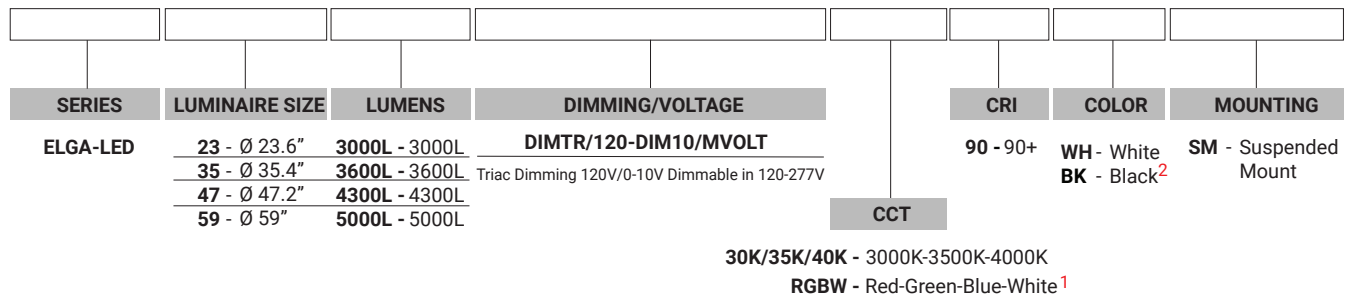 SERIES LUMINAIRE SIZE LUMENS DIMMING/VOLTAGE CRI COLOR MOUNTING
ELGA-LED
23 - Ø 23.6” 3000L - 3000L
35 - Ø 35.4” 3600L - 3600L
47 - Ø 47.2” 4300L - 4300L
59 - Ø 59” 5000L - 5000L
DIMTR/120-DIM10/MVOLT
Triac Dimming 120V/0-10V Dimmable in 120-277V
CCT
30K/35K/40K - 3000K-3500K-4000K
RGBW - Red-Green-Blue-White1
90 - 90+
WH - White
BK - Black2
SM - Suspended
Mount